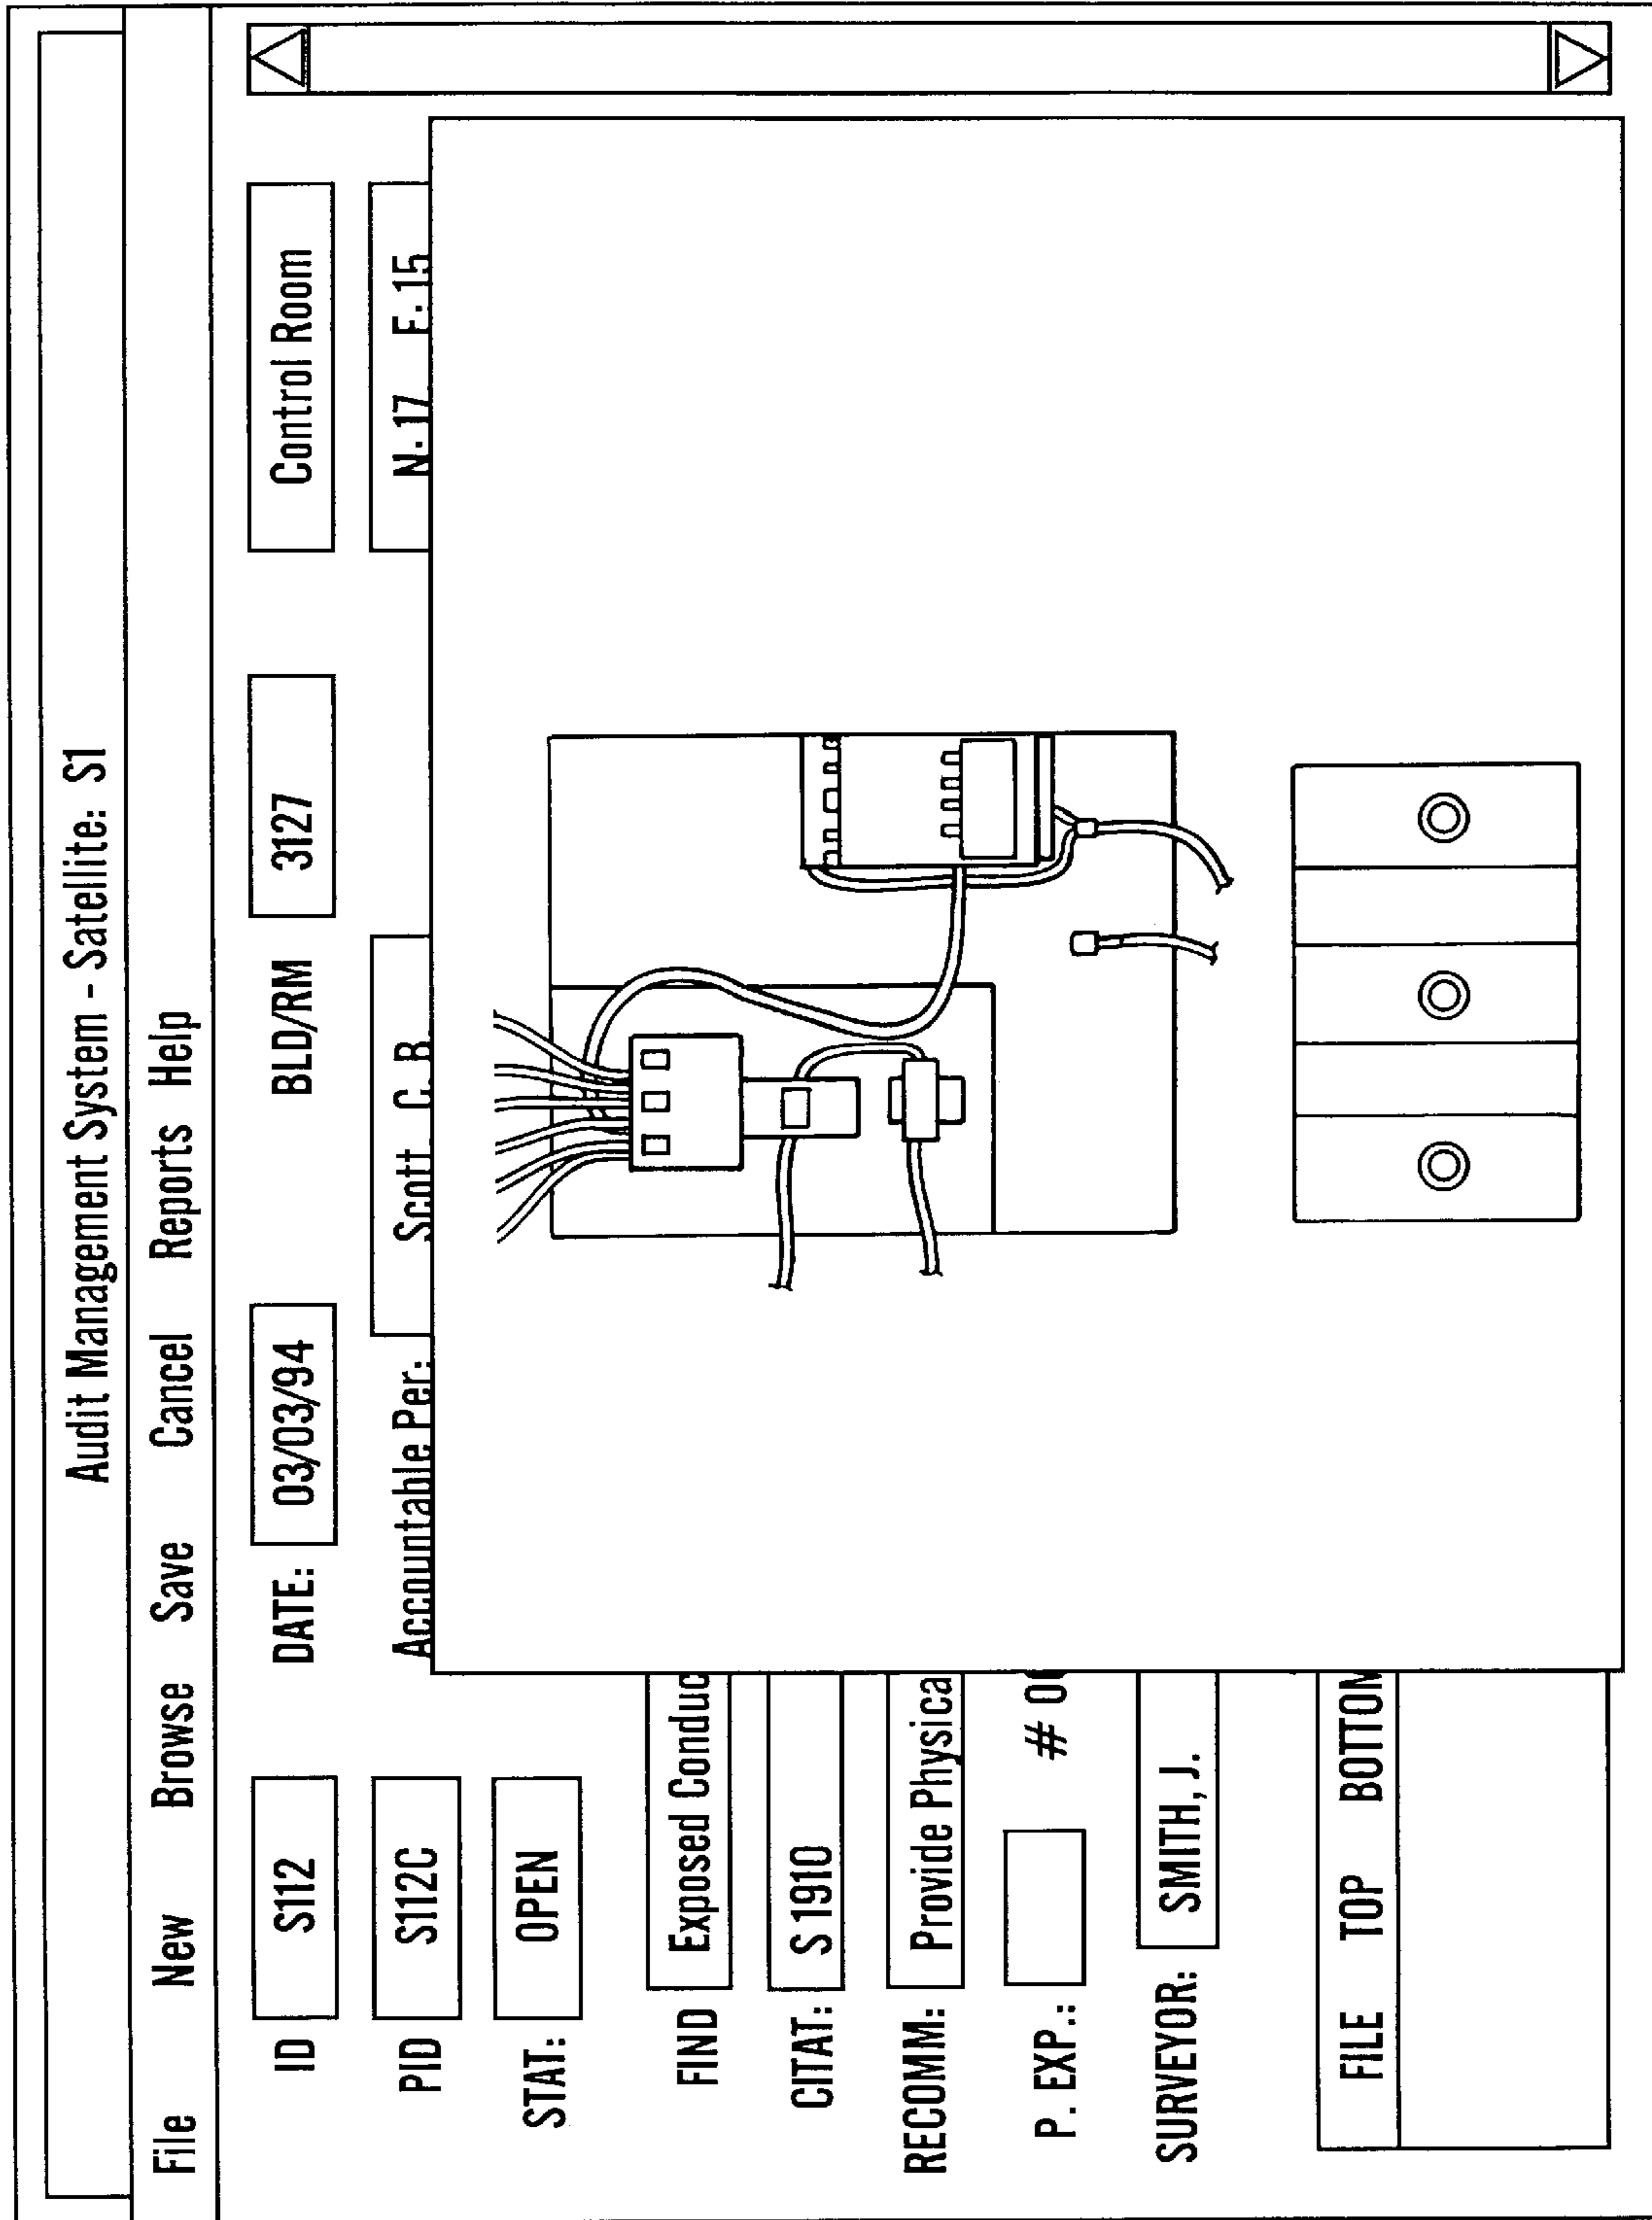 Audit Management System - Satellite: S1
File New Browse Save Cancel Reports Help
ID S112 DATE: 03/03/94 BLD/RM 3127 Control Room
PID S112C Accountable Per: Scott C. B N. 17 F. 15
STAT: OPEN
FIND Exposed Conduc
CITAT: S 1910
RECOMM: Provide Physica
P. EXP.: # 0
SURVEYOR: SMITH, J.
FILE TOP BOTTOM